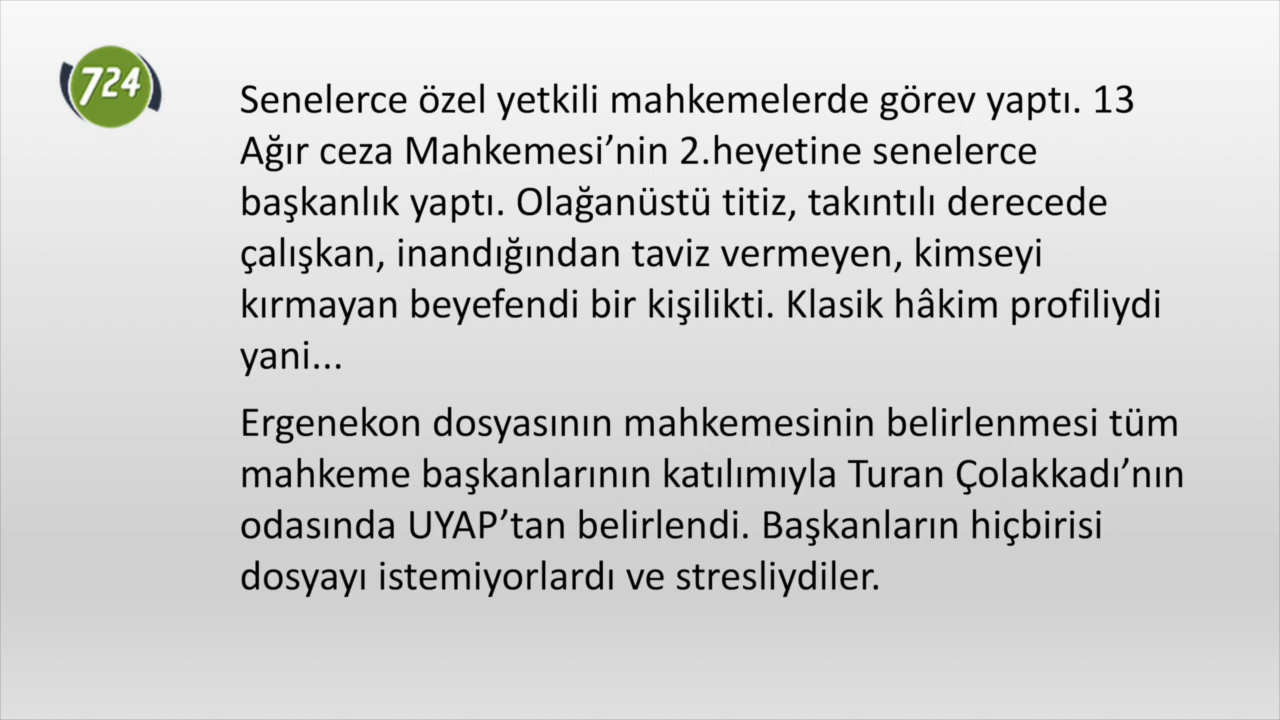 724
Senelerce özel yetkili mahkemelerde görev yaptı. 13
Ağır ceza Mahkemesi’nin 2.heyetine senelerce
başkanlık yaptı. Olağanüstü titiz, takıntılı derecede
çalışkan, inandığından taviz vermeyen, kimseyi
kırmayan beyefendi bir kişilikti. Klasik hâkim profiliydi
yani...
Ergenekon dosyasının mahkemesinin belirlenmesi tüm
mahkeme başkanlarının katılımıyla Turan Çolakkadı’nın
odasında UYAP’tan belirlendi. Başkanların hiçbirisi
dosyayı istemiyorlardı ve stresliydiler.